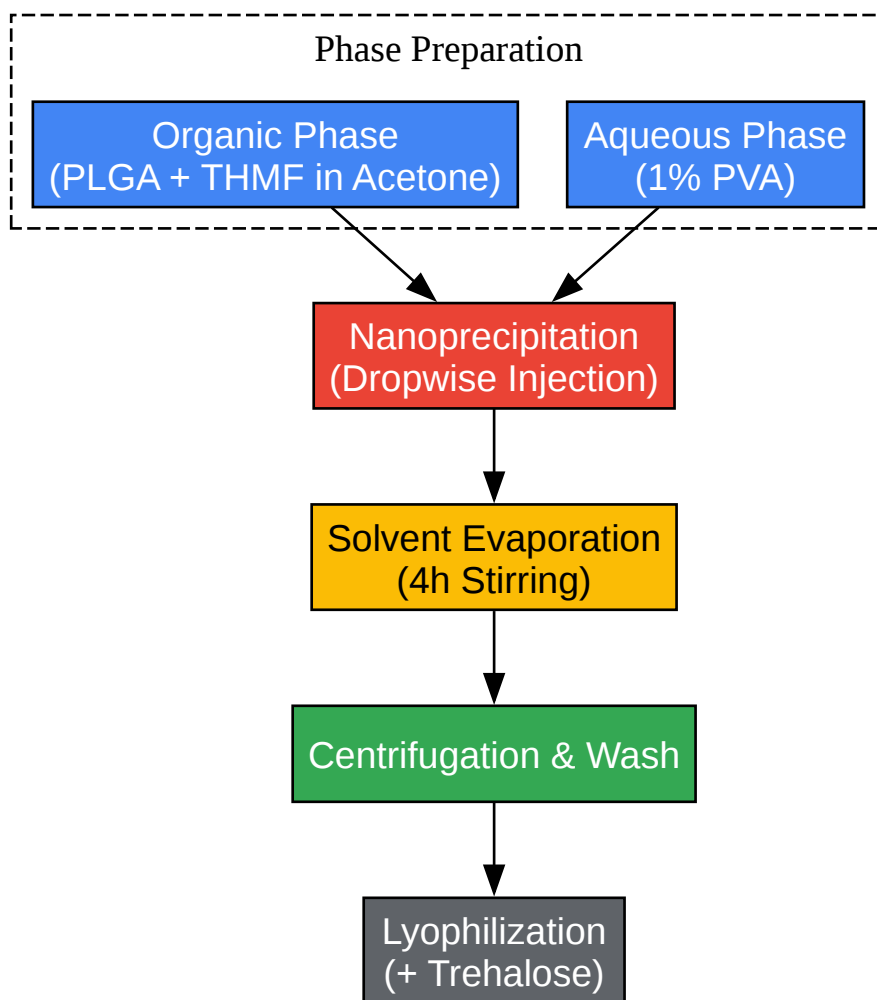 Phase Preparation
Organic Phase
(PLGA + THMF in Acetone)
Aqueous Phase
(1% PVA)
Nanoprecipitation
(Dropwise Injection)
Solvent Evaporation
(4h Stirring)
Centrifugation & Wash
Lyophilization
(+ Trehalose)